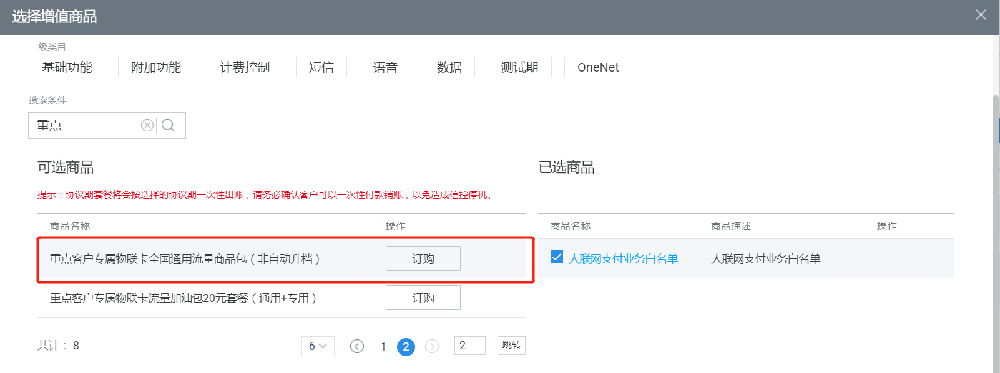 选择增值商品
二级类目
基础功能 附加功能 计费控制 短信 语音 数据 测试期 OneNet
搜索条件
重点
可选商品 已选商品
提示：协议期套餐将会按选择的协议期一次性出账，请务必确认客户可以一次性付款销账，以免造成信控停机。
商品名称 操作 商品名称 商品描述 操作
重点客户专属物联卡全国通用流量商品包（非自动升档） 订购 人联网支付业务白名单 人联网支付业务白名单
重点客户专属物联卡流量加油包20元套餐（通用+专用） 订购
共计： 8 6 1 2 2 跳转